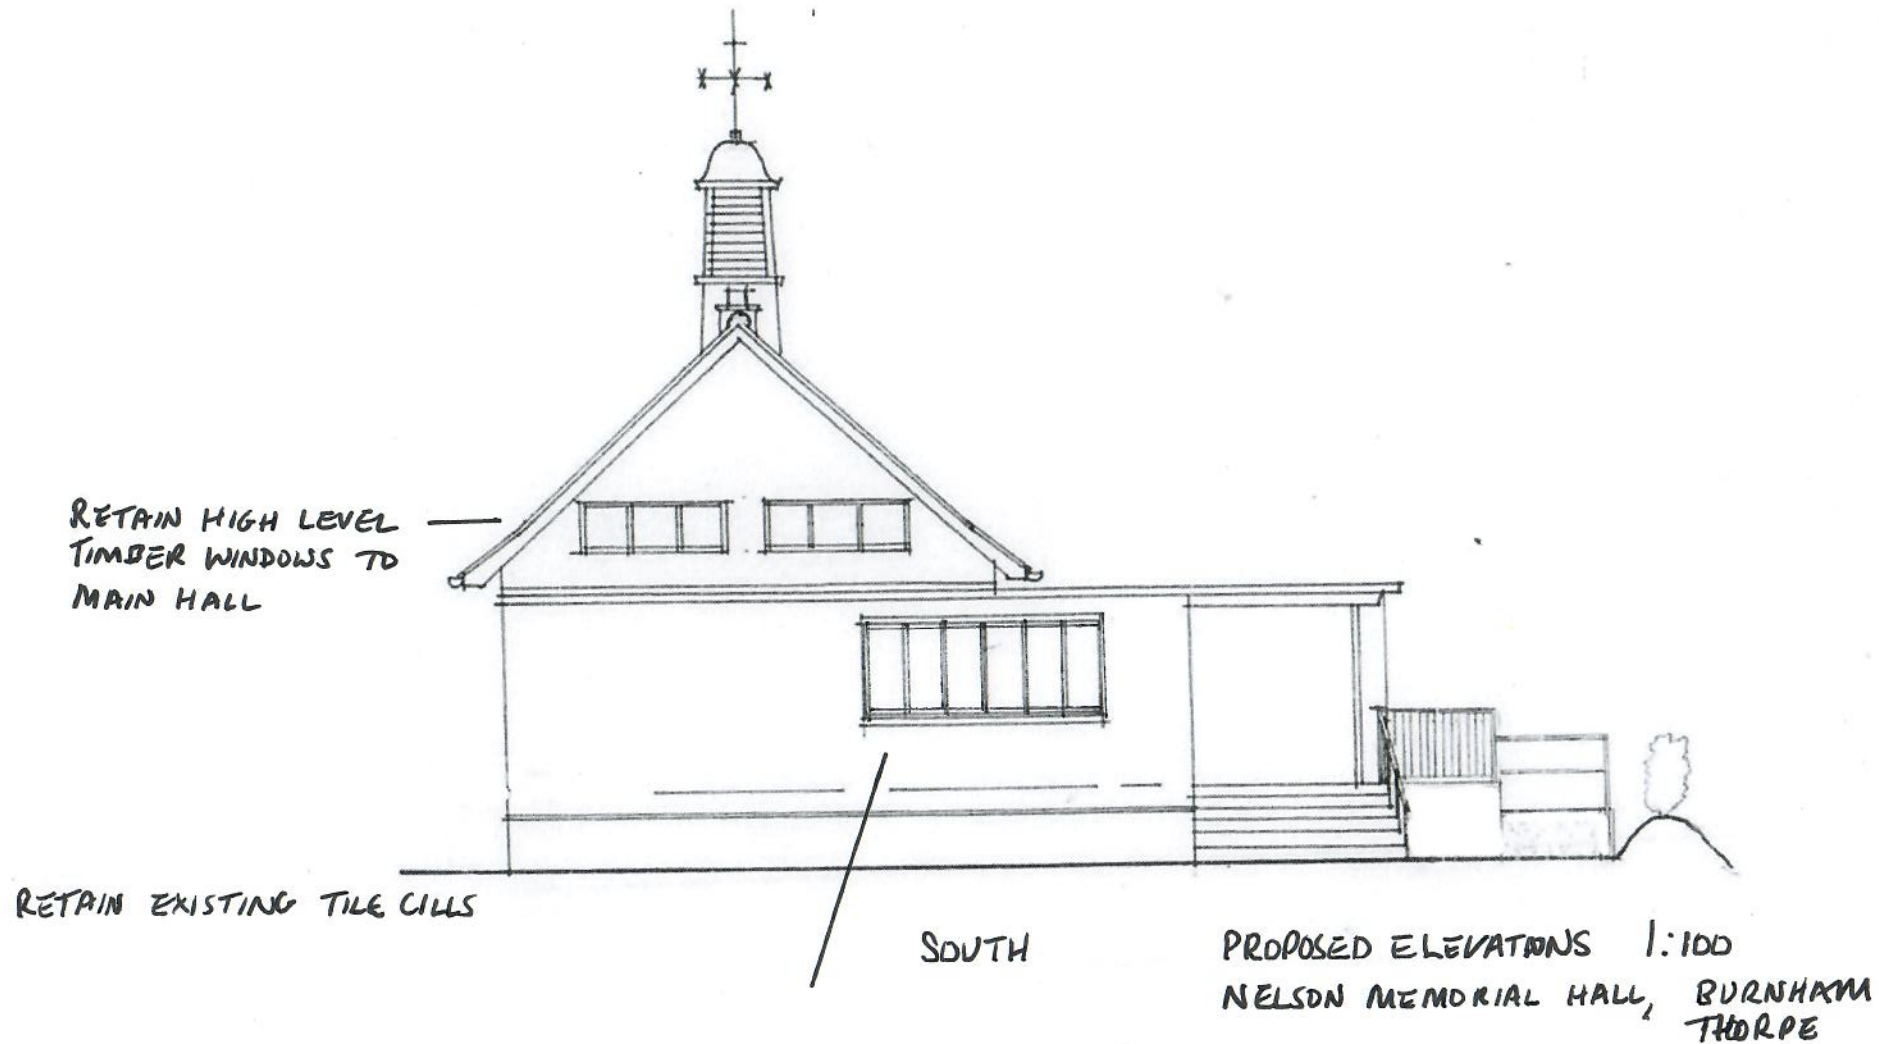 RETAIN HIGH LEVEL
TIMBER WINDOWS TO
MAIN HALL
RETAIN EXISTING TILE CILLS
SOUTH
PROPOSED ELEVATIONS 1:100
NELSON MEMORIAL HALL, BURNHAM
THORPE